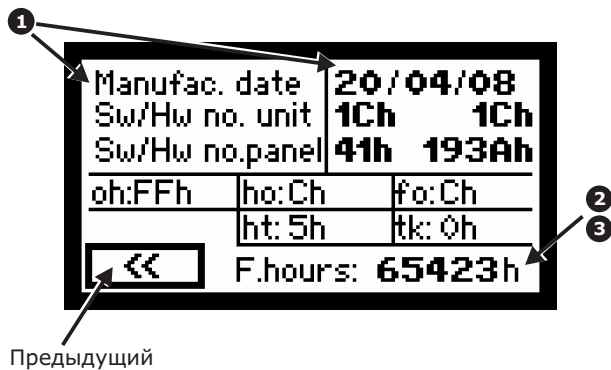 1
Manufac. date 20/04/08
Sw/Hw no. unit 1Ch 1Ch
Sw/Hw no.panel 41h 193Ah
oh:FFh ho:Ch fo:Ch
2
ht: 5h tk: 0h
3
<< F.hours: 65423h
Предыдущий